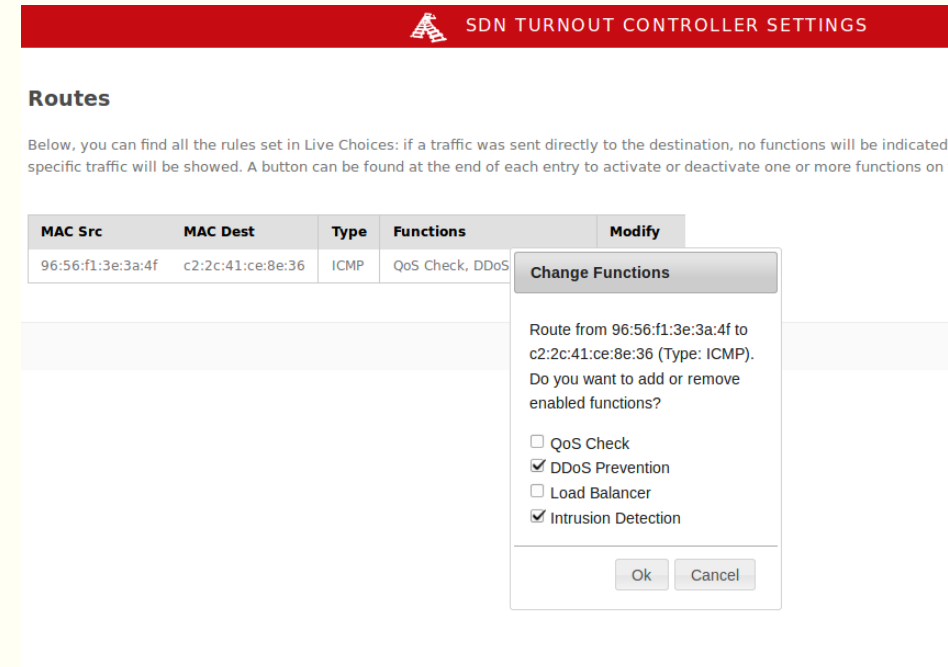 SDN TURNOUT CONTROLLER SETTINGS
Routes
Below, you can find all the rules set in Live Choices: if a traffic was sent directly to the destination, no functions will be indicated
specific traffic will be showed. A button can be found at the end of each entry to activate or deactivate one or more functions on
MAC Src MAC Dest Type Functions Modify
96:56:f1:3e:3a:4f c2:2c:41:ce:8e:36 ICMP QoS Check, DDoS
Change Functions
Route from 96:56:f1:3e:3a:4f to
c2:2c:41:ce:8e:36 (Type: ICMP).
Do you want to add or remove
enabled functions?
QoS Check
DDoS Prevention
Load Balancer
Intrusion Detection
Ok Cancel